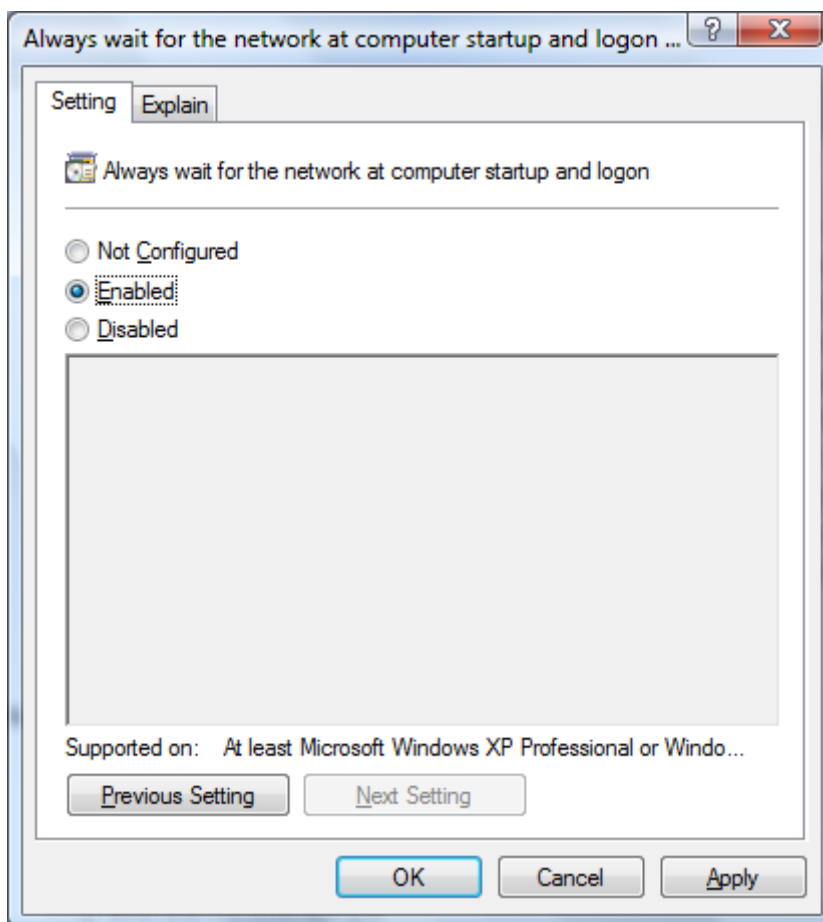 Always wait for the network at computer startup and logon ...
Setting
Explain
Always wait for the network at computer startup and logon
Not Configured
Enabled
Disabled
Supported on: At least Microsoft Windows XP Professional or Windo...
Previous Setting
Next Setting
OK
Cancel
Apply